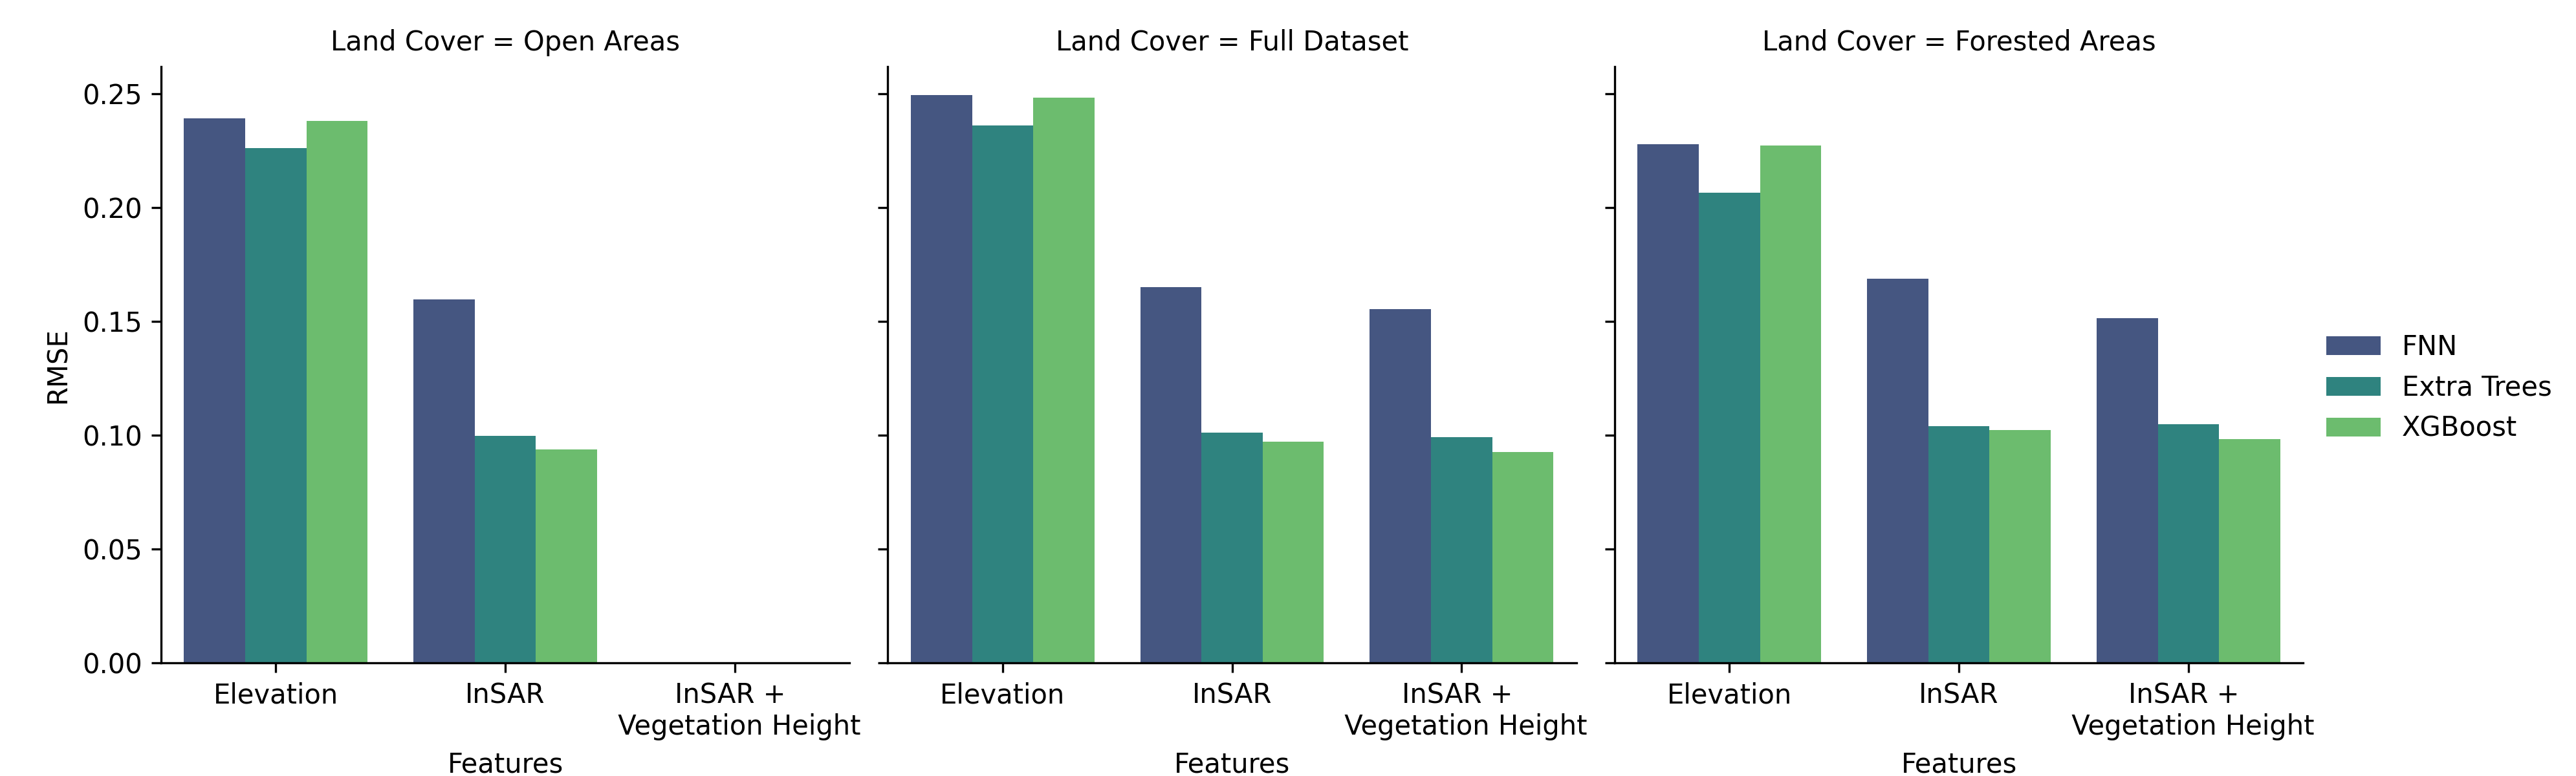 Land Cover = Open Areas
Land Cover = Full Dataset
Land Cover = Forested Areas
RMSE
0.25
0.20
0.15
0.10
0.05
0.00
Elevation
InSAR
InSAR +
Vegetation Height
Features
Elevation
InSAR
InSAR +
Vegetation Height
Features
Elevation
InSAR
InSAR +
Vegetation Height
Features
FNN
Extra Trees
XGBoost